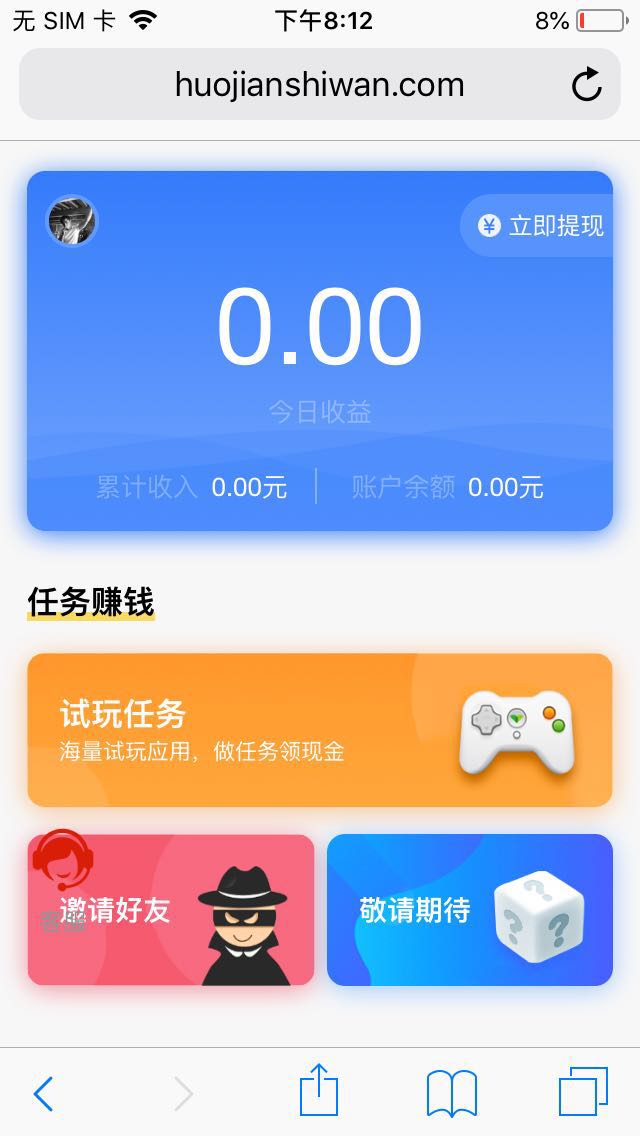 无 SIM 卡 下午8:12 8%
huojianshiwan.com
¥ 立即提现
0.00
今日收益
累计收入 0.00元 账户余额 0.00元
任务赚钱
试玩任务
海量试玩应用，做任务领现金
邀请好友
客服
敬请期待
? ? ?